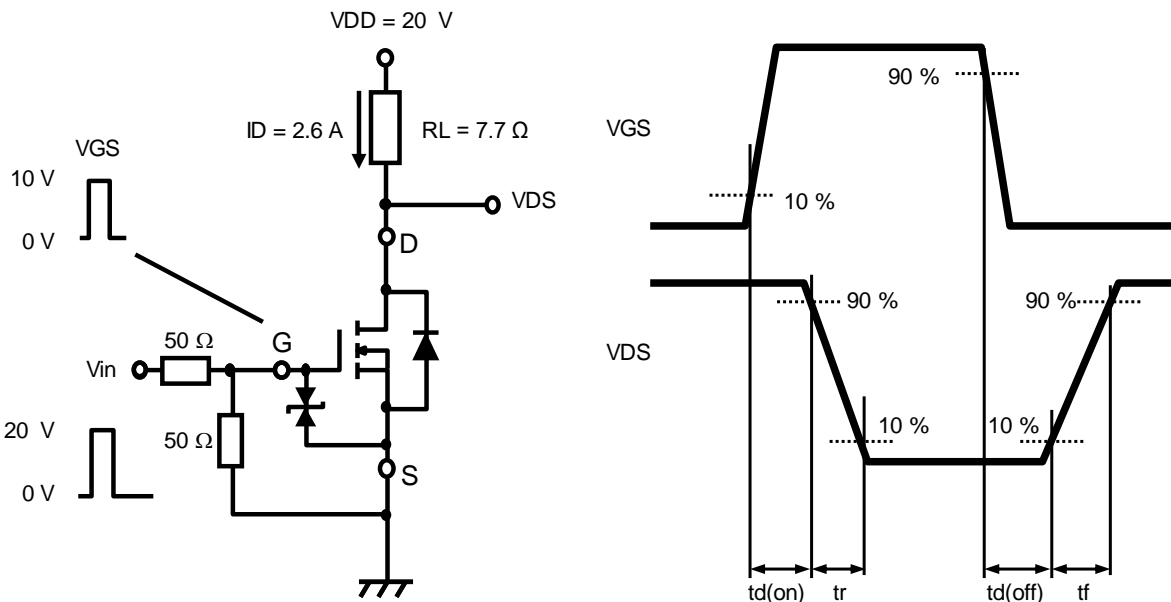 VDD = 20 V
ID = 2.6 A
RL = 7.7 Ω
VGS
10 V
0 V
VDS
D
50 Ω
G
Vin
20 V
50 Ω
0 V
S
90 %
VGS
10 %
90 %
90 %
VDS
10 %
10 %
td(on)
tr
td(off)
tf